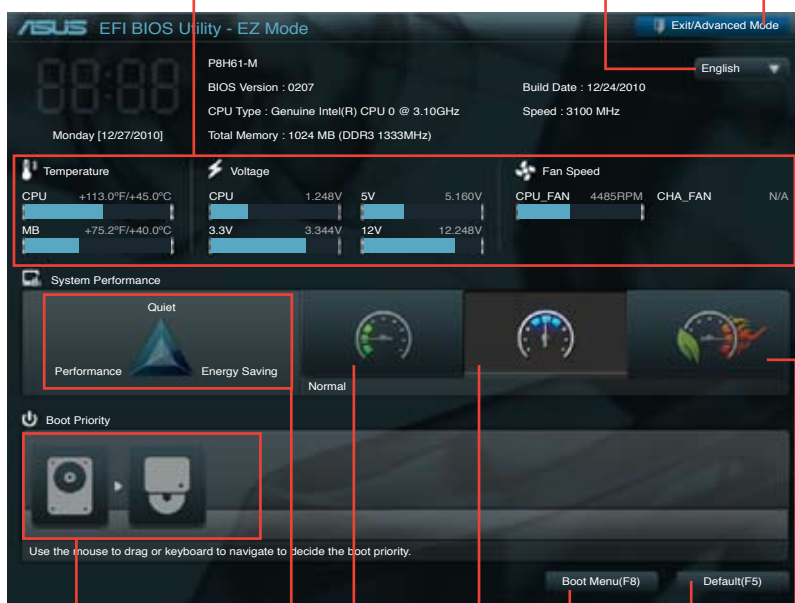 ASUS EFI BIOS Utility - EZ Mode
Exit/Advanced Mode
English
P8H61-M
BIOS Version : 0207
Build Date : 12/24/2010
CPU Type : Genuine Intel(R) CPU 0 @ 3.10GHz
Speed : 3100 MHz
Monday [12/27/2010]
Total Memory : 1024 MB (DDR3 1333MHz)
Temperature
CPU +113.0ºF/+45.0ºC
MB +75.2ºF/+40.0ºC
Voltage
CPU 1.248V 5V 5.160V
3.3V 3.344V 12V 12.248V
Fan Speed
CPU_FAN 4485RPM CHA_FAN N/A
System Performance
Quiet
Performance
Energy Saving
Normal
Boot Priority
Use the mouse to drag or keyboard to navigate to decide the boot priority.
Boot Menu(F8)
Default(F5)